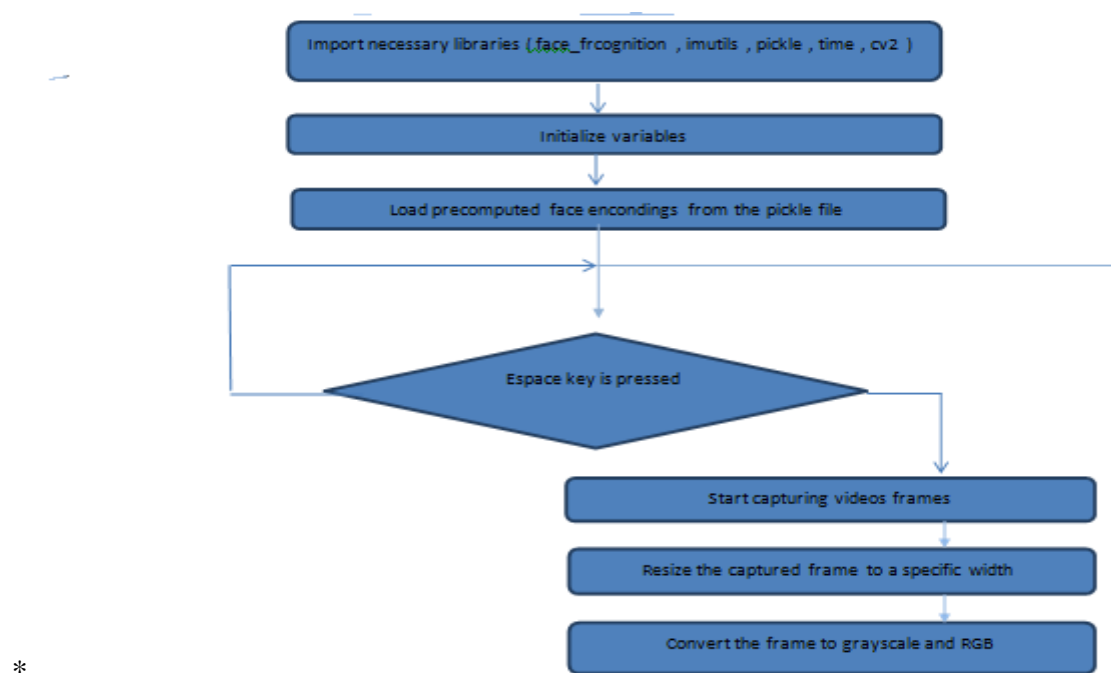 Import necessary libraries ( face_frcognition , imutils , pickle , time , cv2 )
Initialize variables
Load precomputed face encondings from the pickle file
Espace key is pressed
Start capturing videos frames
Resize the captured frame to a specific width
Convert the frame to grayscale and RGB
*